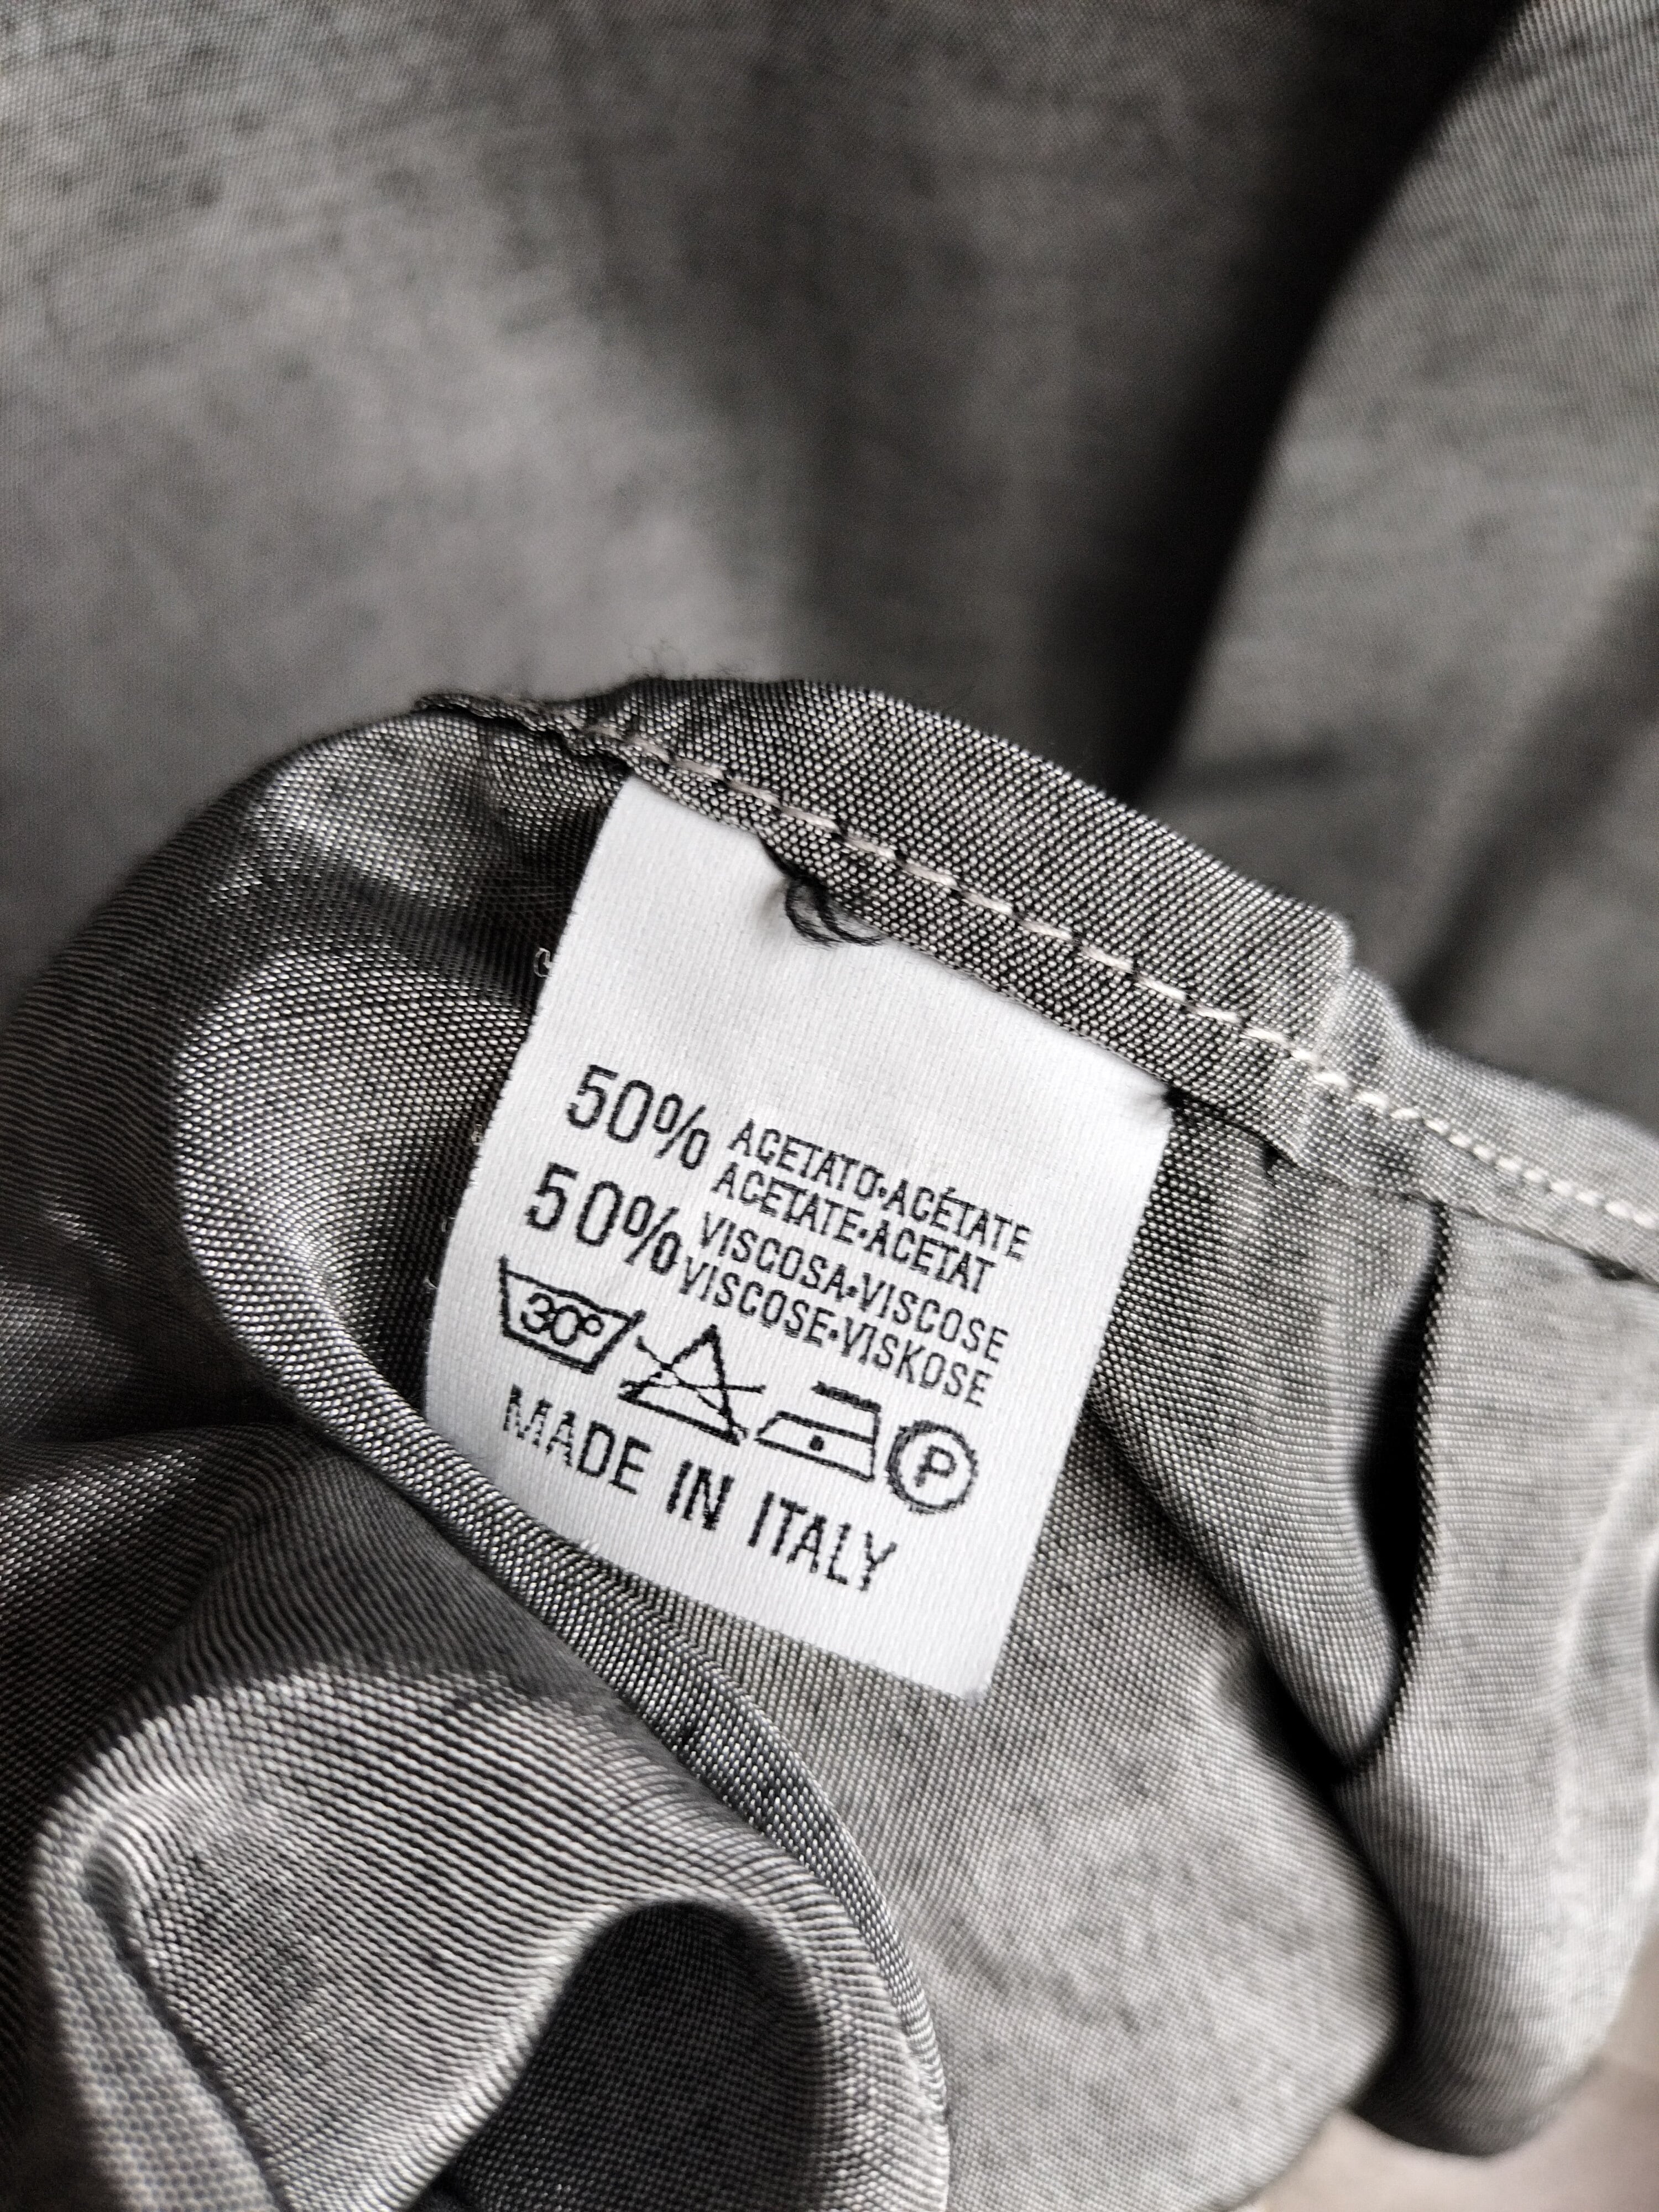 50% ACETATO•ACÉTATE
ACETATE•ACETAT
50% VISCOSA•VISCOSE
VISCOSE•VISKOSE
30° P
MADE IN ITALY